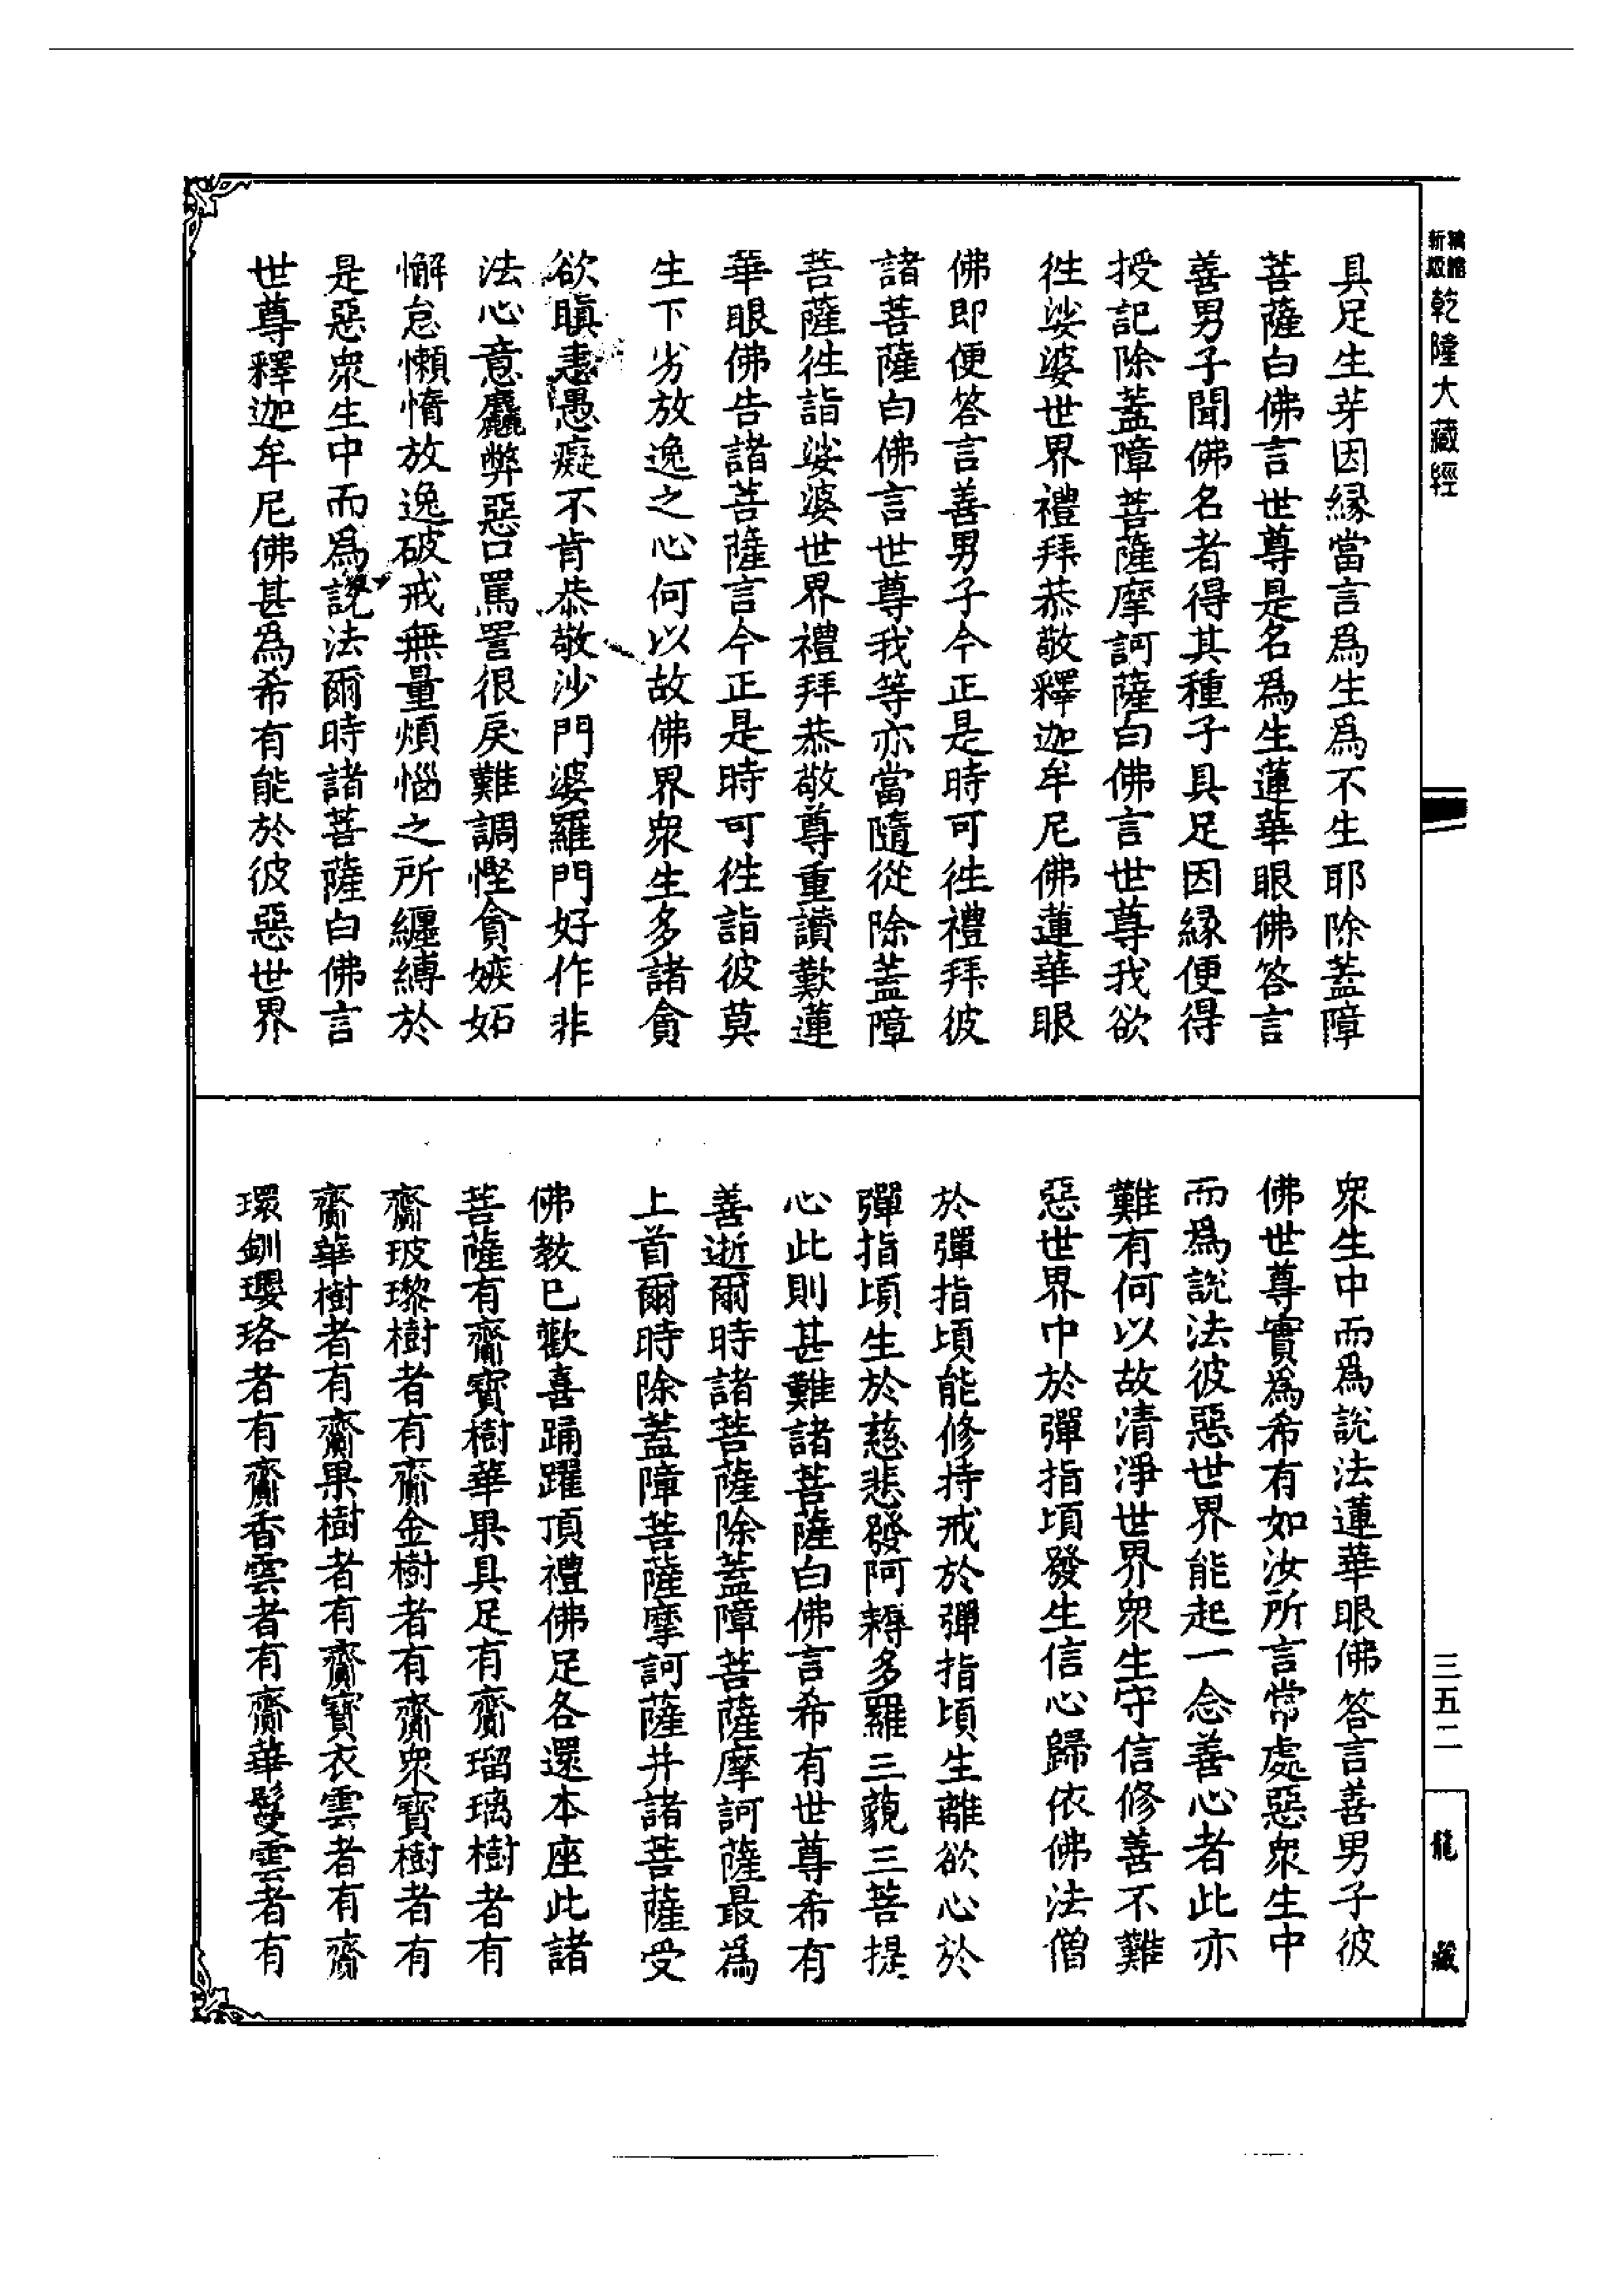 新編縮版乾隆大藏經
具足生芽因緣當言爲生爲不生耶除蓋障
菩薩白佛言世尊是名爲生蓮華眼佛答言
善男子聞佛名者得其種子具足因緣便得
授記除蓋障菩薩摩訶薩白佛言世尊我欲
徃娑婆世界禮拜恭敬釋迦牟尼佛蓮華眼
佛即便答言善男子今正是時可徃禮拜彼
諸菩薩白佛言世尊我等亦當隨從除蓋障
菩薩徃詣娑婆世界禮拜恭敬尊重讚歎蓮
華眼佛告諸菩薩言今正是時可徃詣彼莫
生下劣放逸之心何以故佛界衆生多諸貪
欲瞋恚愚癡不肯恭敬沙門婆羅門好作非
法心意麤弊惡口罵詈很戾難調慳貪嫉妬
懈怠懶惰放逸破戒無量煩惱之所纏縛於
是惡衆生中而爲說法爾時諸菩薩白佛言
世尊釋迦牟尼佛甚爲希有能於彼惡世界
衆生中而爲說法蓮華眼佛答言善男子彼
佛世尊實爲希有如汝所言常處惡衆生中
而爲說法彼惡世界能起一念善心者此亦
難有何以故清淨世界衆生守信修善不難
惡世界中於彈指頃發生信心歸依佛法僧
於彈指頃能修持戒於彈指頃生離欲心於
彈指頃生於慈悲發阿耨多羅三藐三菩提
心此則甚難諸菩薩白佛言希有世尊希有
善逝爾時諸菩薩除蓋障菩薩摩訶薩最爲
上首爾時除蓋障菩薩摩訶薩并諸菩薩受
佛教已歡喜踊躍頂禮佛足各還本座此諸
菩薩有齎寶樹華果具足有齎瑠璃樹者有
齎玻瓈樹者有齎金樹者有齎衆寶樹者有
齎華樹者有齎果樹者有齎寶衣雲者有齎
環釧瓔珞者有齎香雲者有齎華鬘雲者有
三五二
龍藏